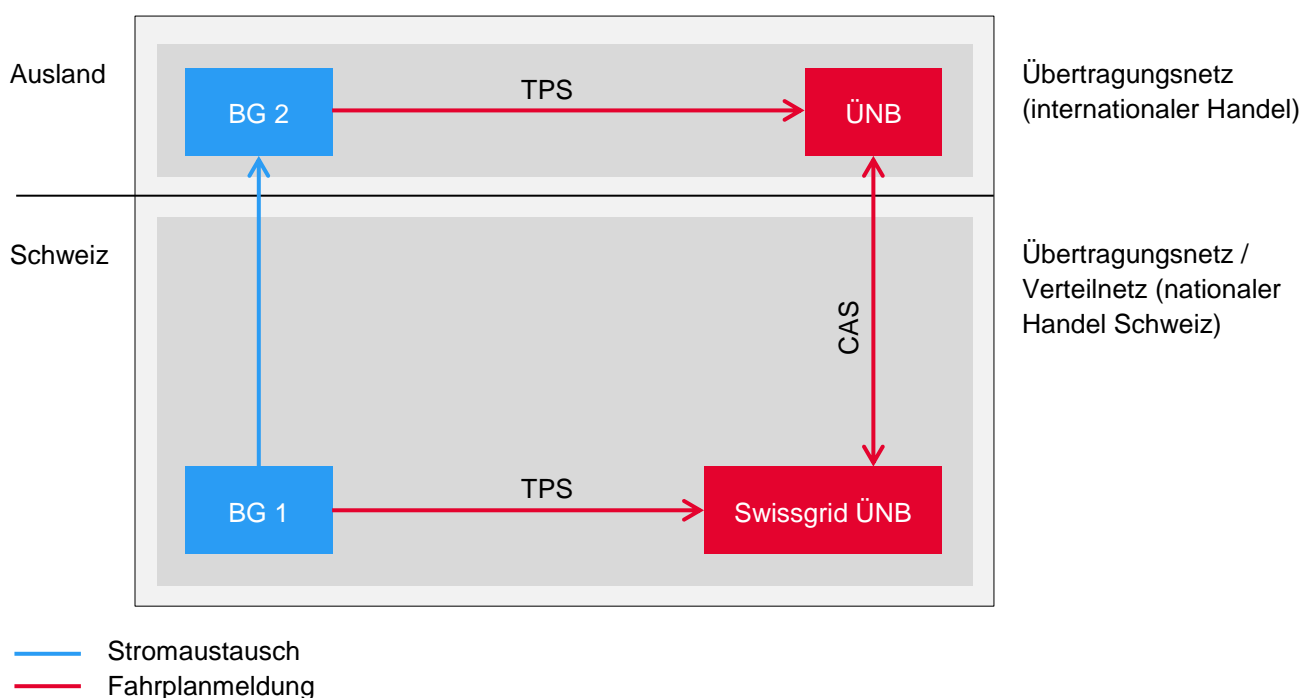 Ausland
BG 2
TPS
ÜNB
Übertragungsnetz
(internationaler Handel)
Schweiz
Übertragungsnetz /
Verteilnetz (nationaler
Handel Schweiz)
CAS
BG 1
TPS
Swissgrid ÜNB
Stromaustausch
Fahrplanmeldung